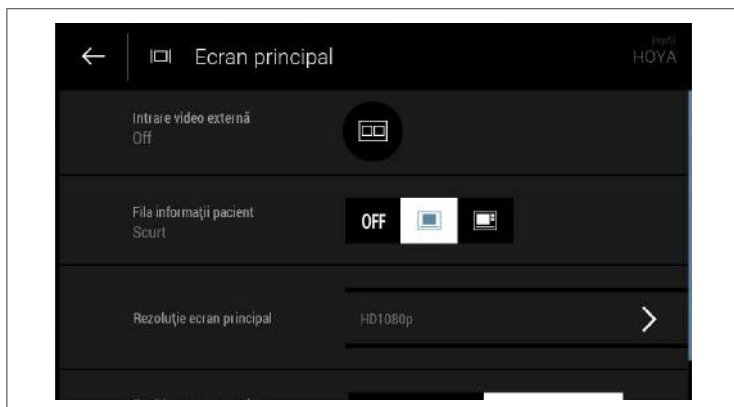 Ecran principal
Profil
HOYA
Intrare video externă
Off
Fila informații pacient
Scurt
OFF
Rezoluție ecran principal
HD1080p